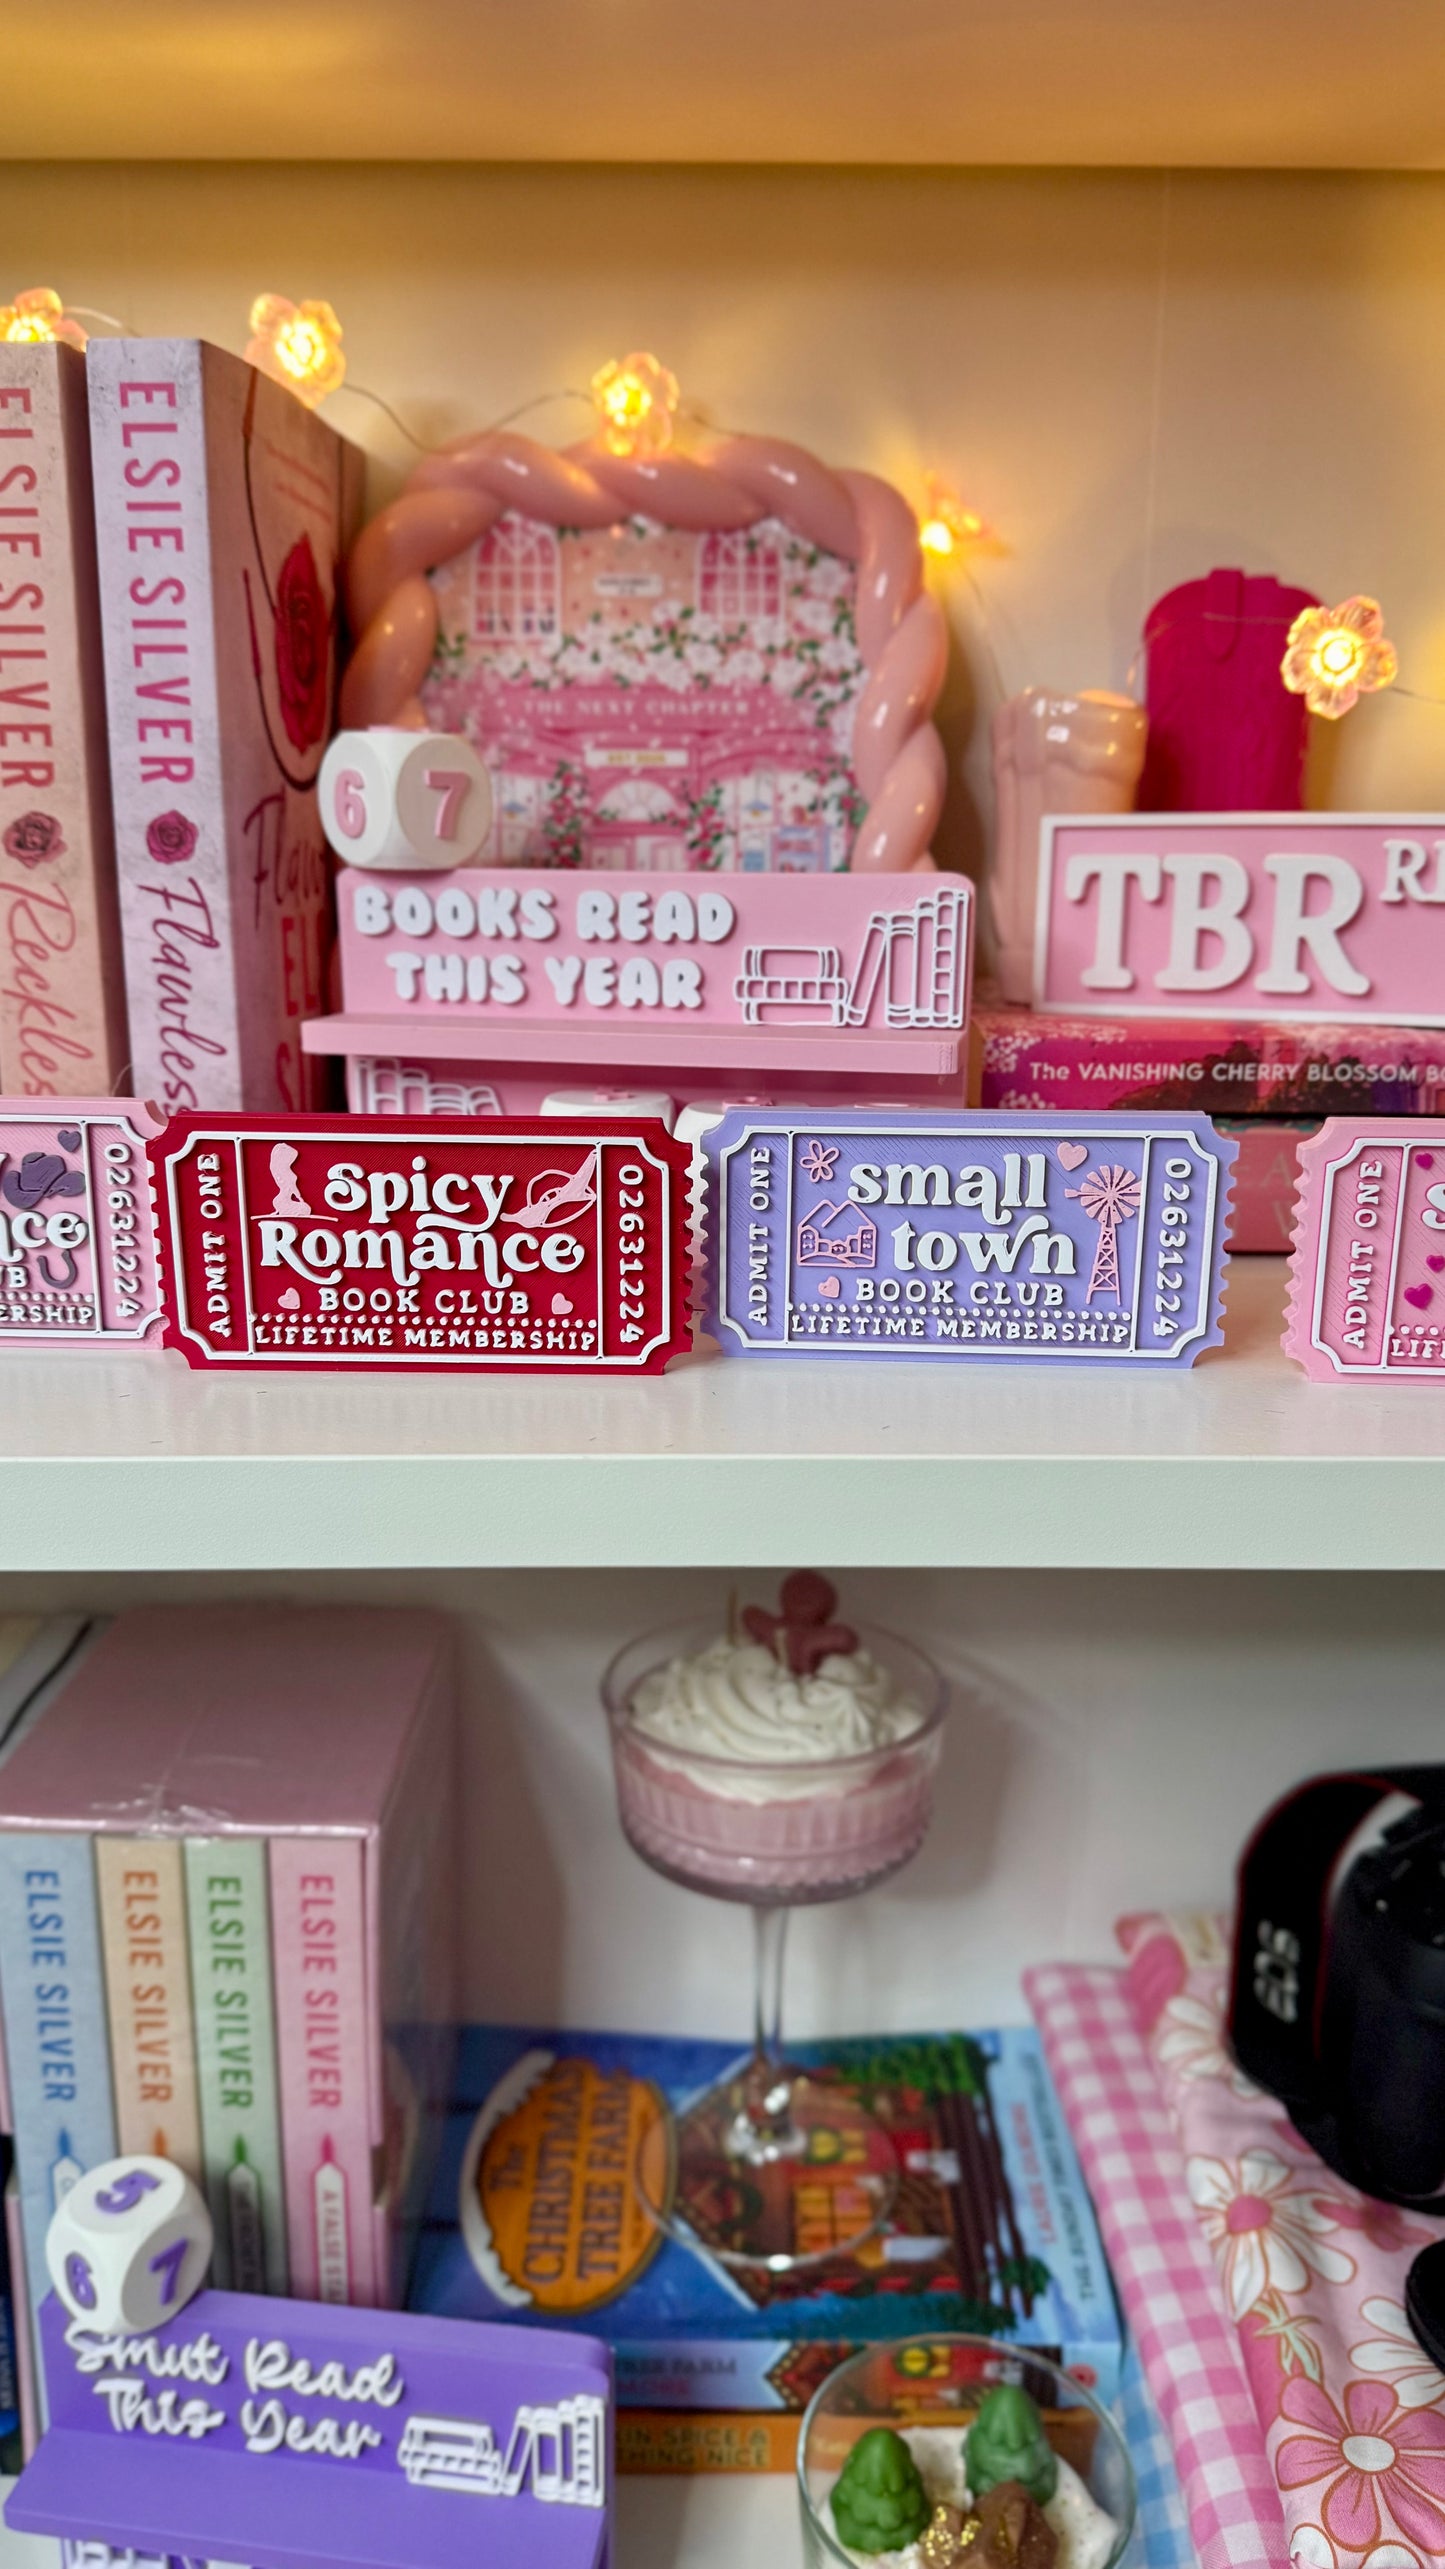 ELSIE SILVER
Reckless
ELSIE SILVER
Flawless
THE NEXT CHAPTER
6 7
BOOKS READ
THIS YEAR
TBR
The VANISHING CHERRY BLOSSOM
02631224
ADMIT ONE
Spicy
Romance
BOOK CLUB
LIFETIME MEMBERSHIP
02631224
ADMIT ONE
small
town
BOOK CLUB
LIFETIME MEMBERSHIP
02631224
ADMIT ONE
ELSIE SILVER
ELSIE SILVER
ELSIE SILVER
ELSIE SILVER
The
CHRISTMAS
TREE FARM
EOS
5
6 7
Smut Read
This Year